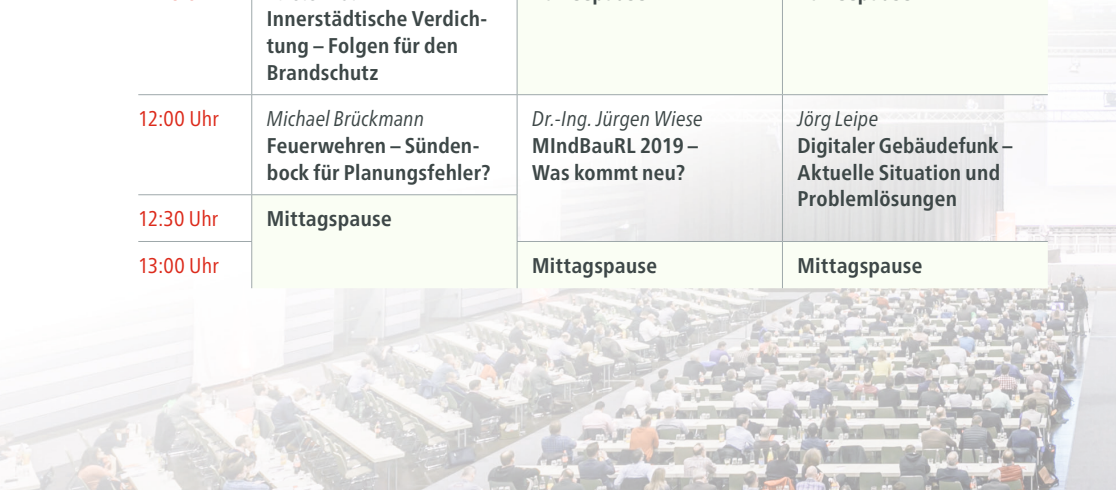 Innerstädtische Verdich-
tung – Folgen für den
Brandschutz
12:00 Uhr
Michael Brückmann
Feuerwehren – Sünden-
bock für Planungsfehler?
Dr.-Ing. Jürgen Wiese
MIndBauRL 2019 –
Was kommt neu?
Jörg Leipe
Digitaler Gebäudefunk –
Aktuelle Situation und
Problemlösungen
12:30 Uhr
Mittagspause
13:00 Uhr
Mittagspause
Mittagspause